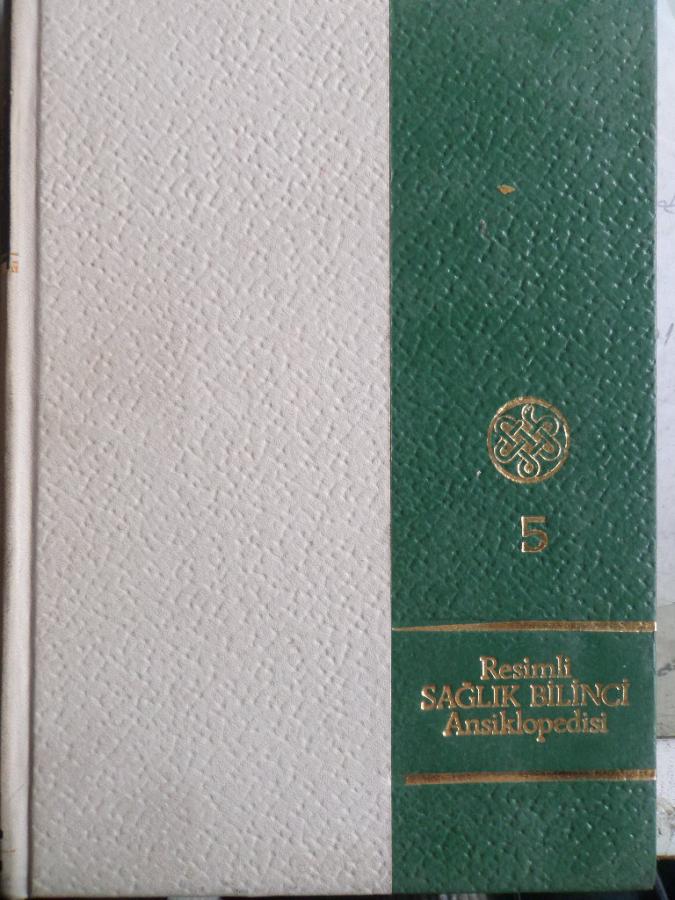 5
Resimli
SAĞLIK BİLİNCİ
Ansiklopedisi